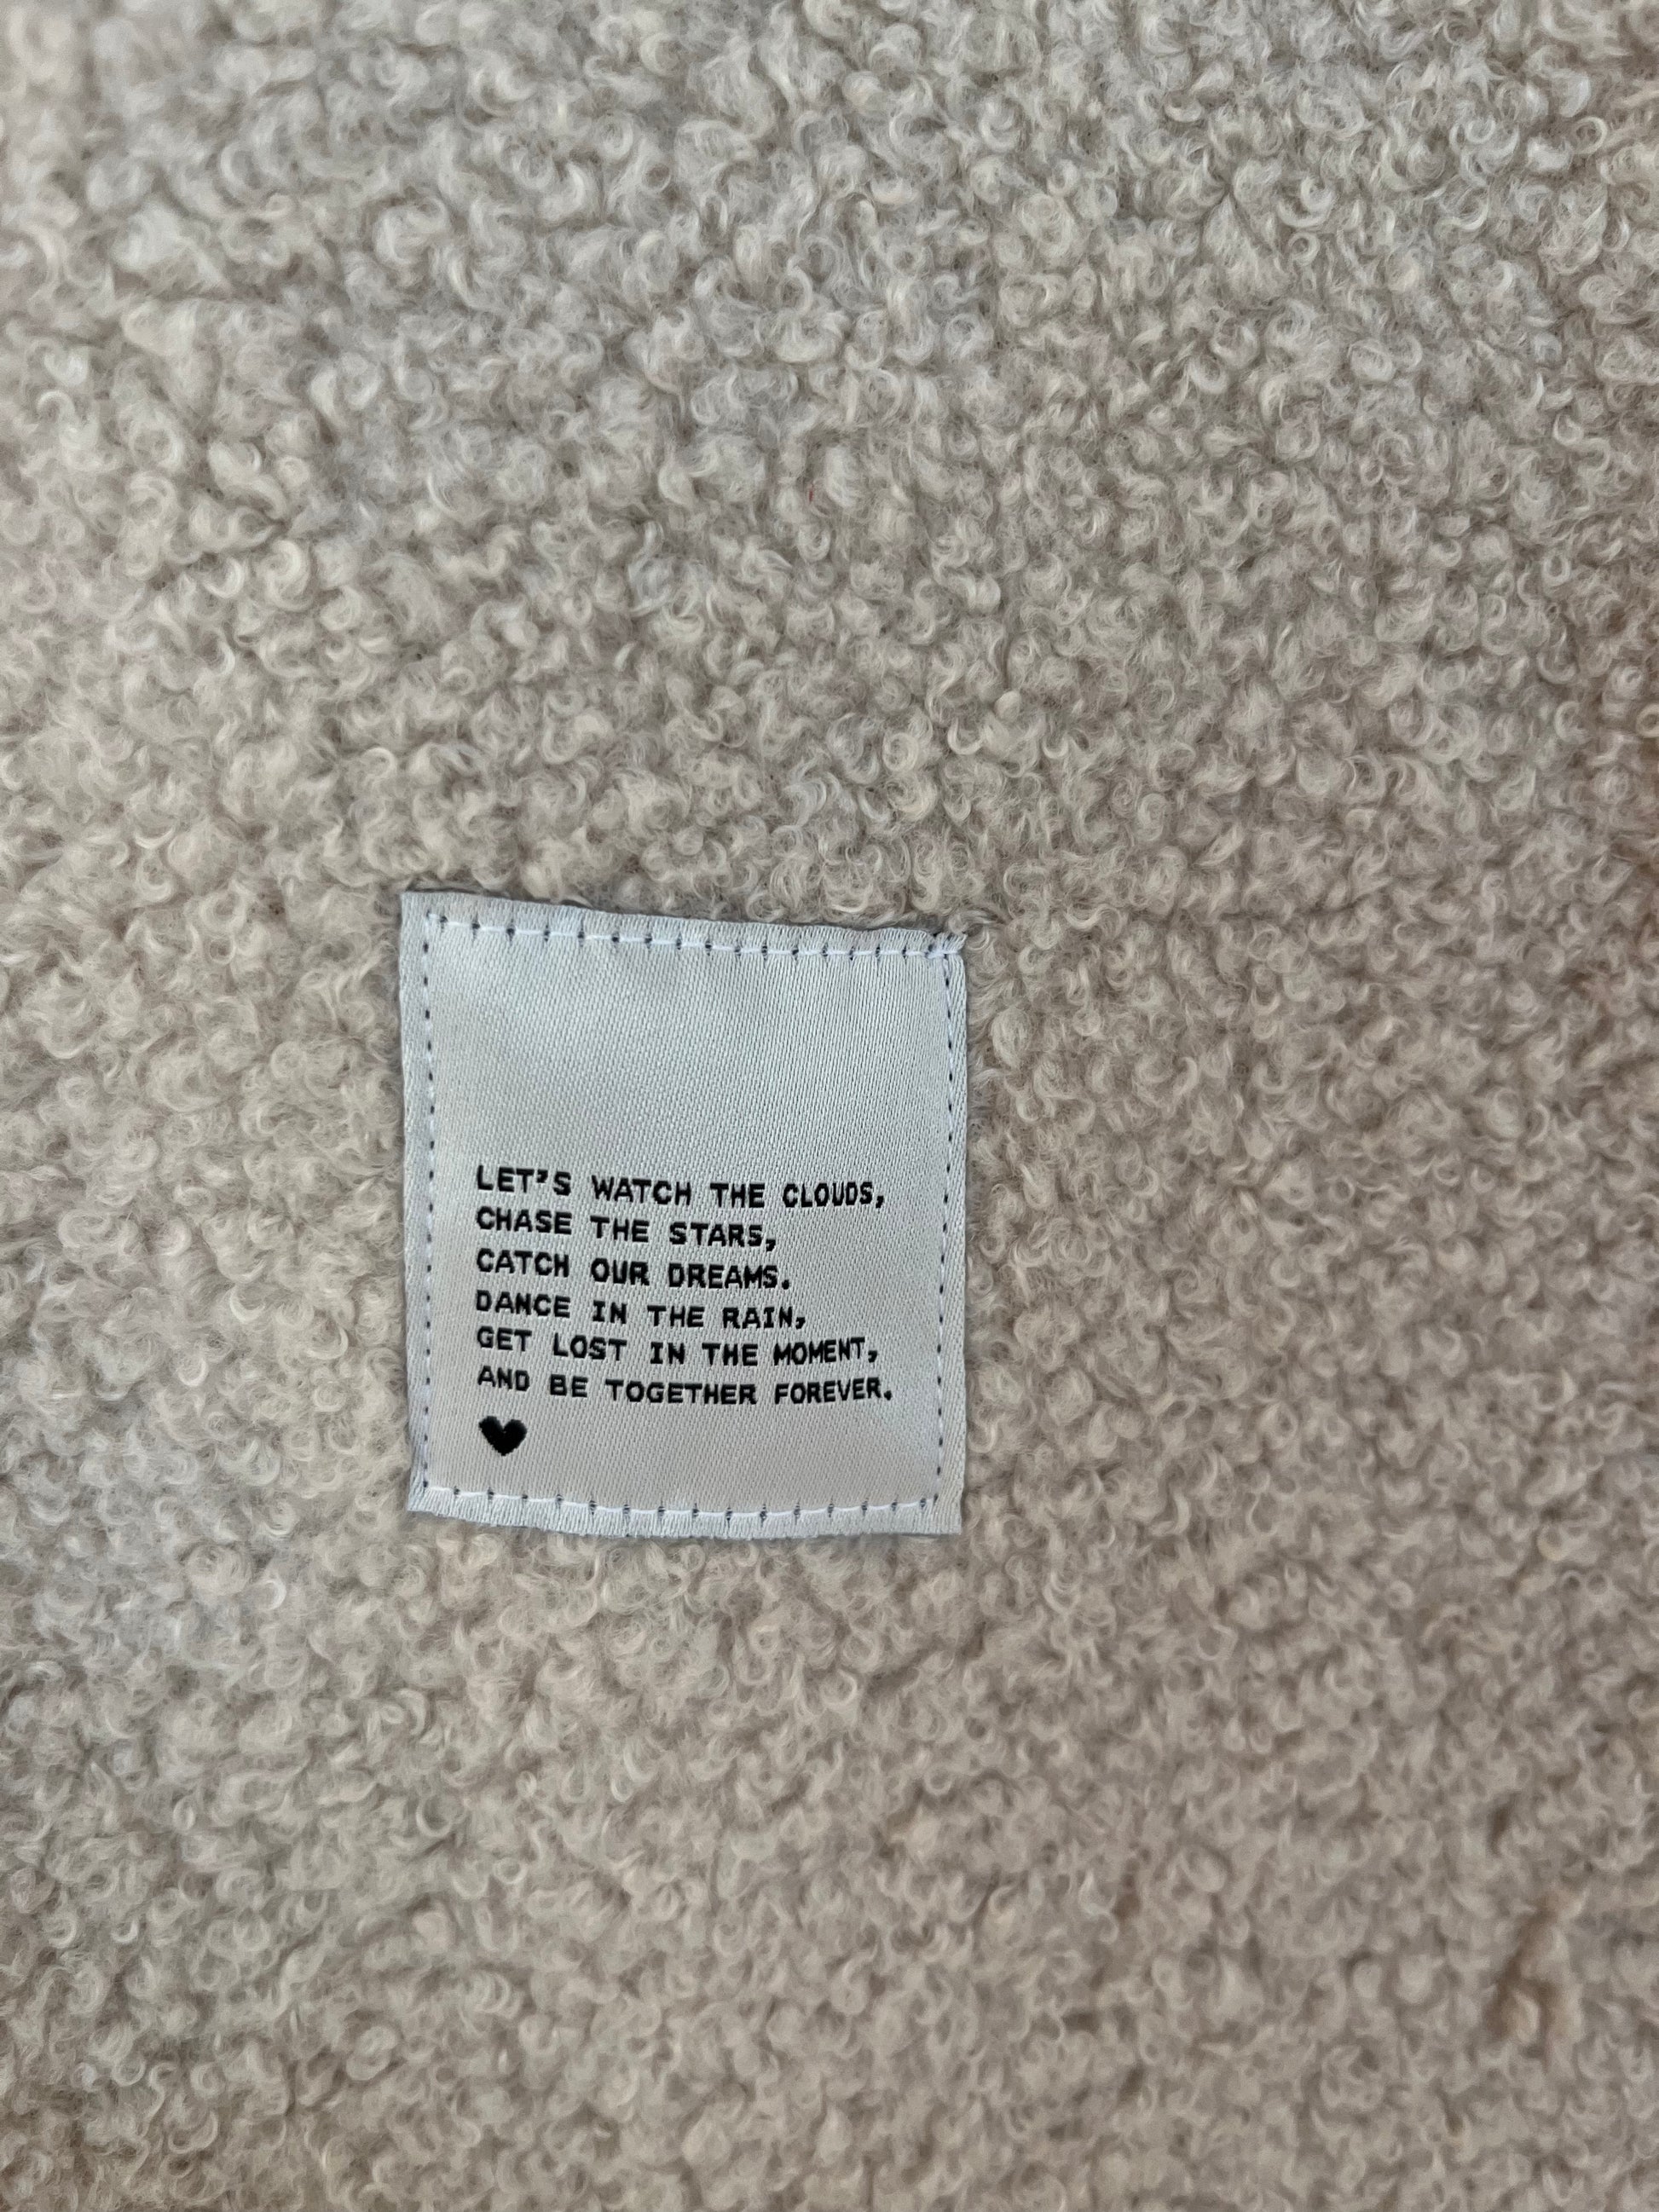 LET'S WATCH THE CLOUDS,
CHASE THE STARS,
CATCH OUR DREAMS.
DANCE IN THE RAIN,
GET LOST IN THE MOMENT,
AND BE TOGETHER FOREVER.